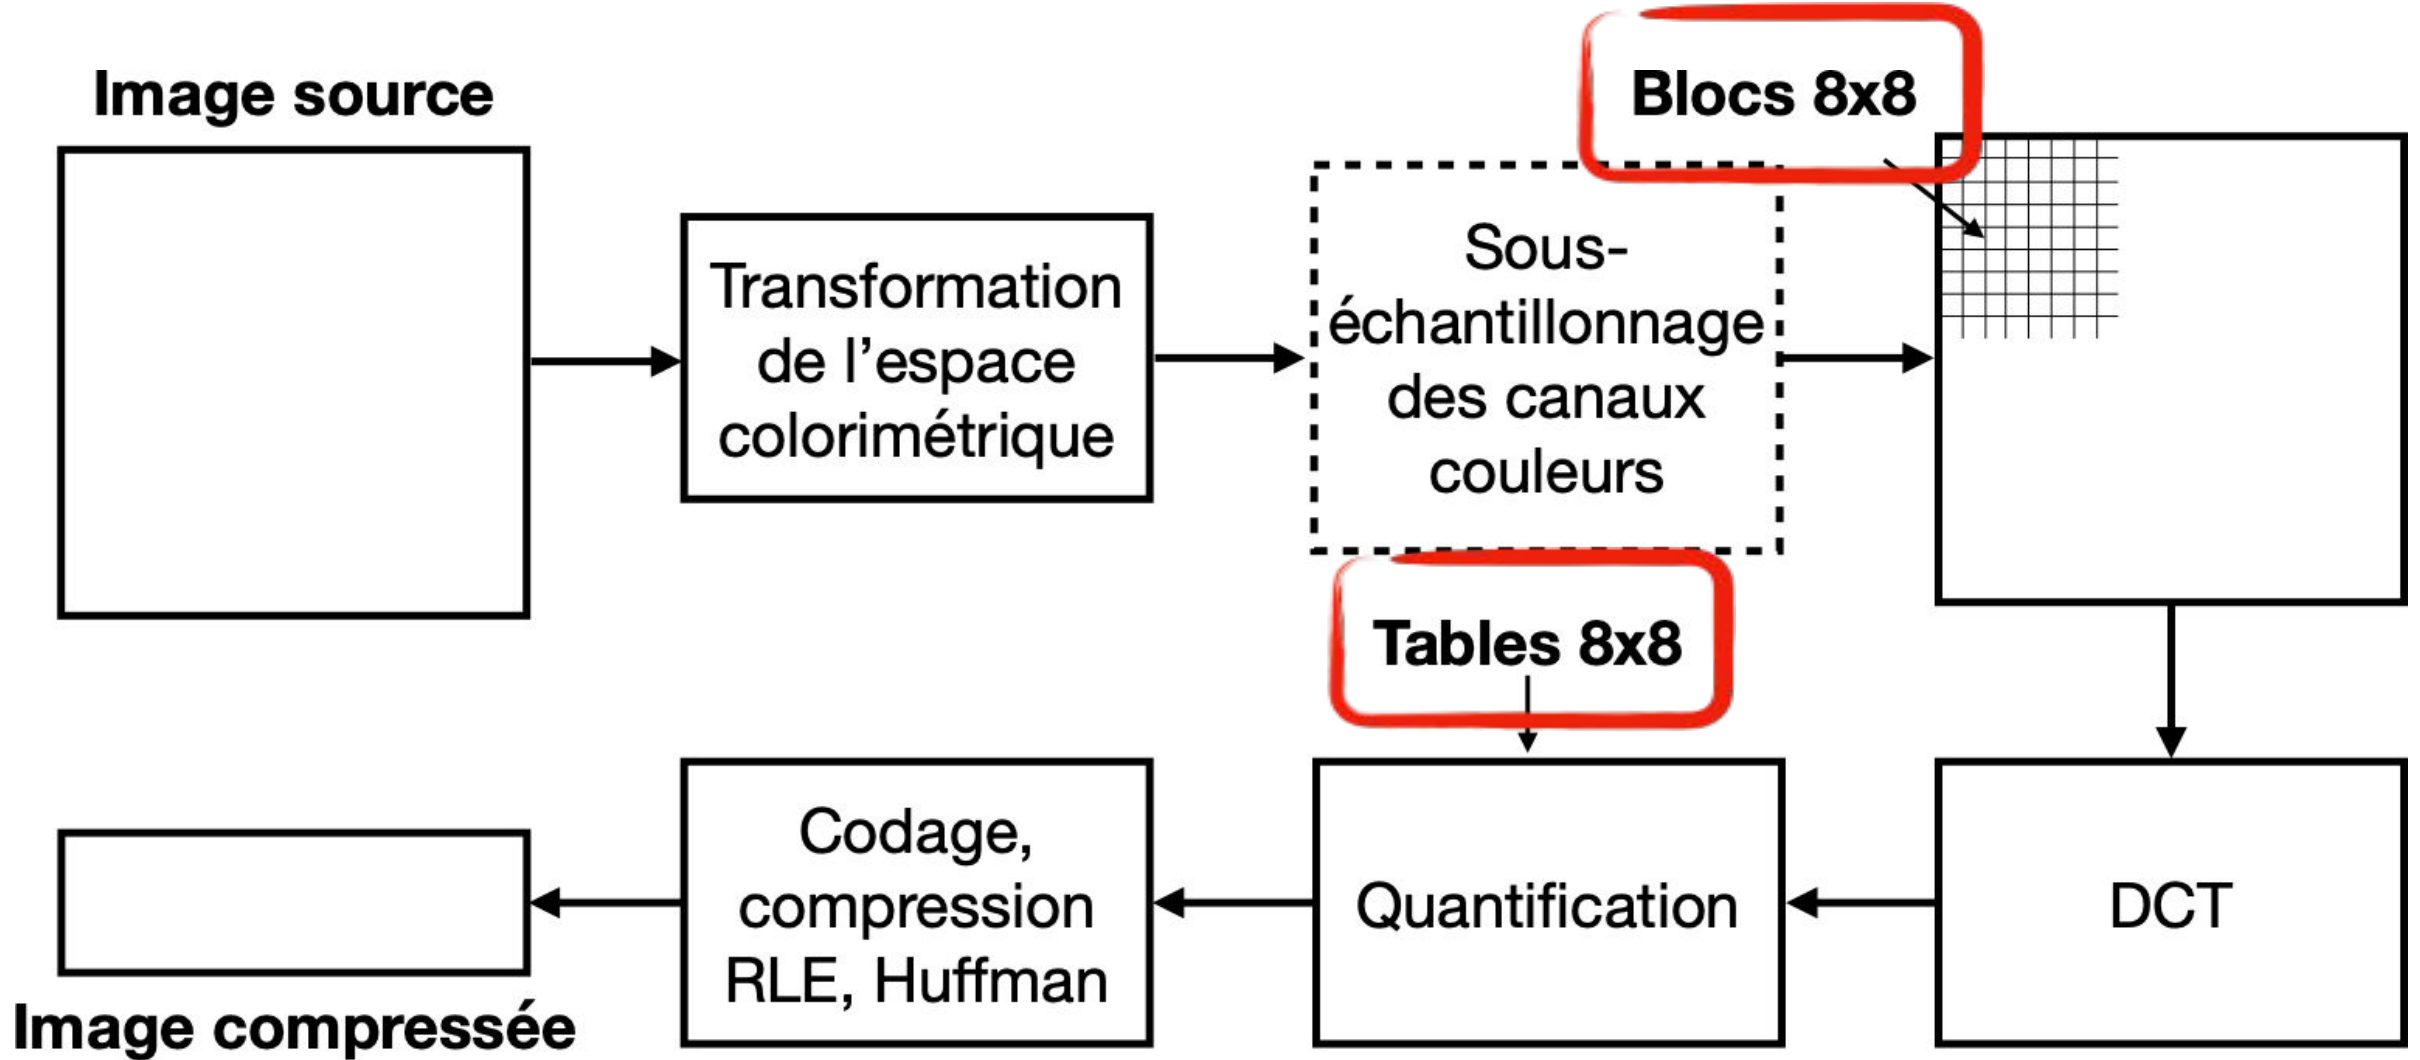 Image source
Blocs 8x8
Transformation
de l’espace
colorimétrique
Sous-
échantillonnage
des canaux
couleurs
Tables 8x8
Codage,
compression
RLE, Huffman
Quantification
DCT
Image compressée